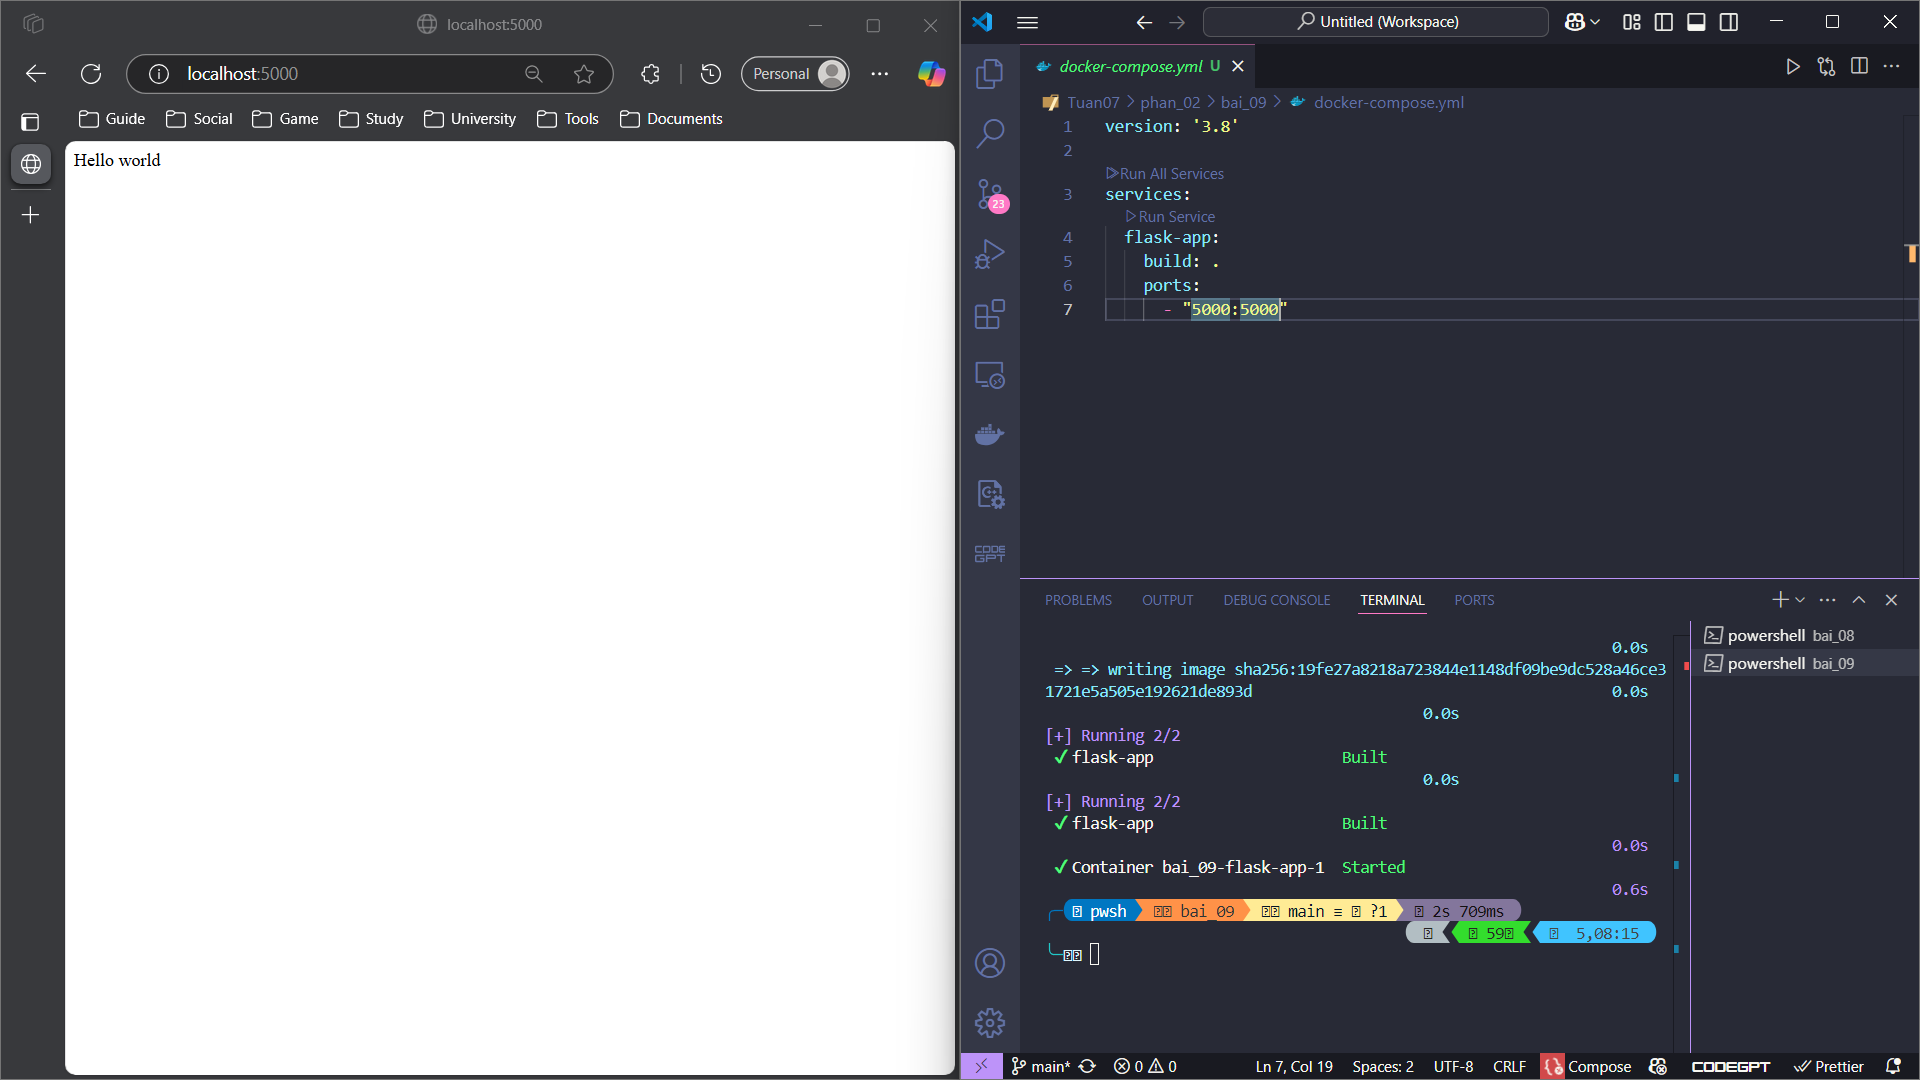 localhost:5000
localhost:5000
Personal
Guide
Social
Game
Study
University
Tools
Documents
Hello world
Untitled (Workspace)
docker-compose.yml U
Tuan07 > phan_02 > bai_09 > docker-compose.yml
1 version: '3.8'
2
Run All Services
3 services:
Run Service
4 flask-app:
5 build: .
6 ports:
7 - "5000:5000"
23
CODE GPT
PROBLEMS
OUTPUT
DEBUG CONSOLE
TERMINAL
PORTS
powershell bai_08
powershell bai_09
0.0s
=> => writing image sha256:19fe27a8218a723844e1148df09be9dc528a46ce3
1721e5a505e192621de893d 0.0s
0.0s
[+] Running 2/2
✔ flask-app Built
0.0s
[+] Running 2/2
✔ flask-app Built
0.0s
✔ Container bai_09-flask-app-1 Started
0.6s
pwsh bai_09 main ≡ ?1 2s 709ms
59 5,08:15
main*
0
0
Ln 7, Col 19
Spaces: 2
UTF-8
CRLF
Compose
CODEGPT
Prettier